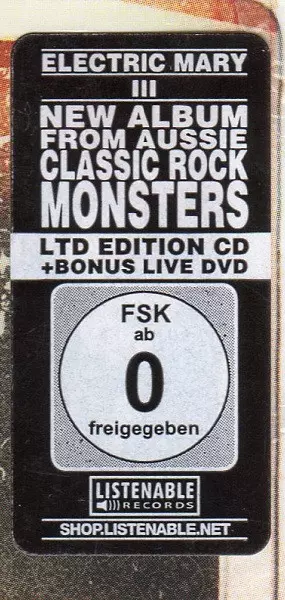 ELECTRIC MARY
III
NEW ALBUM
FROM AUSSIE
CLASSIC ROCK
MONSTERS
LTD EDITION CD
+BONUS LIVE DVD
FSK
ab
0
freigegeben
LISTENABLE
RECORDS
SHOP.LISTENABLE.NET